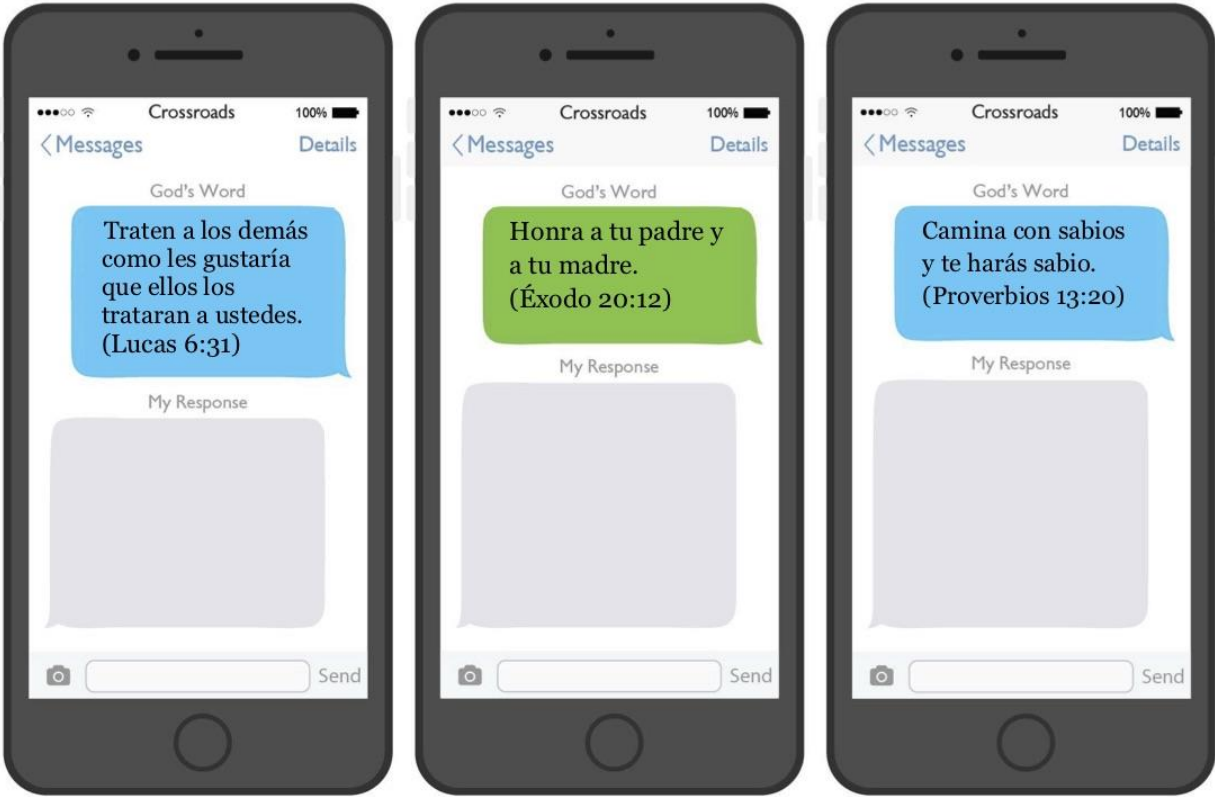 Crossroads
100%
Messages
Details
God's Word
Traten a los demás
como les gustaría
que ellos los
trataran a ustedes.
(Lucas 6:31)
My Response
Send
Crossroads
100%
Messages
Details
God's Word
Honra a tu padre y
a tu madre.
(Éxodo 20:12)
My Response
Send
Crossroads
100%
Messages
Details
God's Word
Camina con sabios
y te harás sabio.
(Proverbios 13:20)
My Response
Send